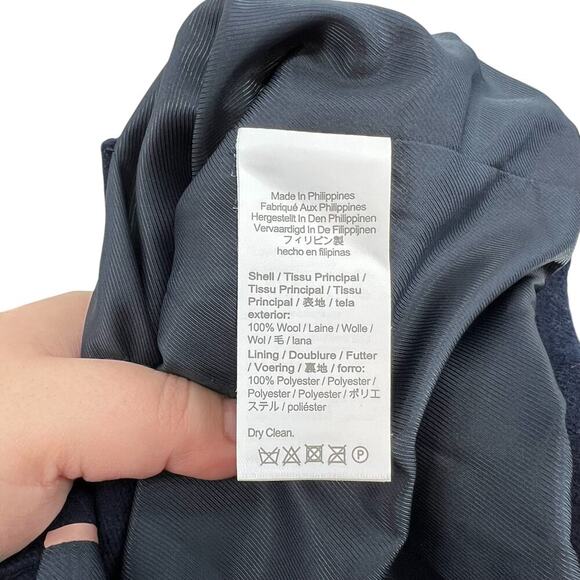 Made In Philippines
Fabriqué Aux Philippines
Hergestellt In Den Philippinen
Vervaardigd In De Filippijnen
フィリピン製
hecho en filipinas
Shell / Tissu Principal /
Tissu Principal / Tissu
Principal / 表地 / tela
exterior:
100% Wool / Laine / Wolle /
Wol / 毛 / lana
Lining / Doublure / Futter
/ Voering / 裏地 / forro:
100% Polyester / Polyester /
Polyester / Polyester / ポリエ
ステル / poliéster
Dry Clean.
P